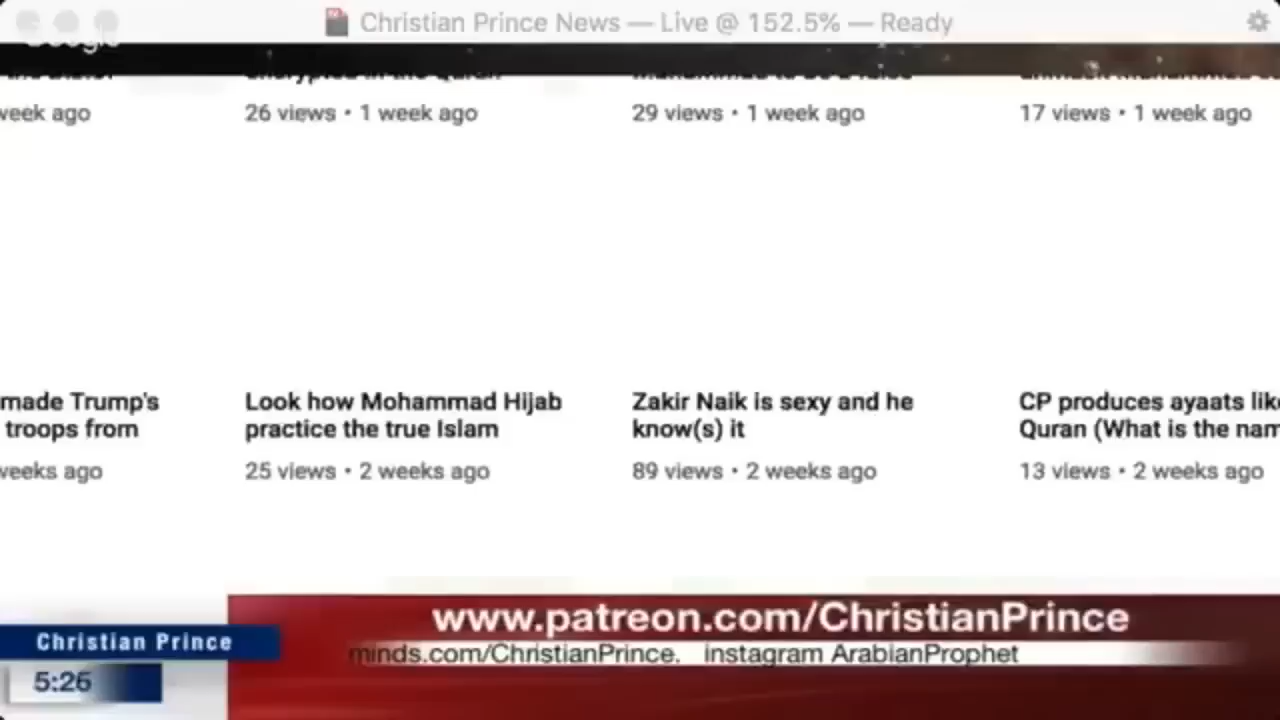 Christian Prince News — Live @ 152.5% — Ready
Google
week ago
26 views • 1 week ago
29 views • 1 week ago
17 views • 1 week ago
made Trump's
troops from
weeks ago
Look how Mohammad Hijab
practice the true Islam
25 views • 2 weeks ago
Zakir Naik is sexy and he
know(s) it
89 views • 2 weeks ago
CP produces ayaats lik
Quran (What is the nam
13 views • 2 weeks ago
www.patreon.com/ChristianPrince
minds.com/ChristianPrince. instagram ArabianProphet
Christian Prince
5:26